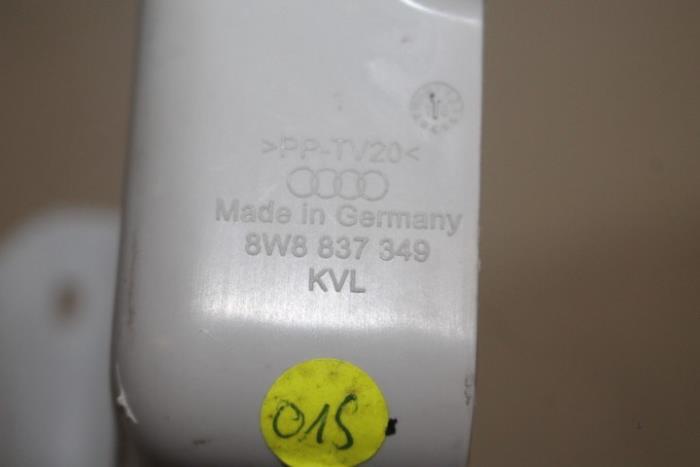 >PP-TV20<
Made in Germany
8W8 837 349
KVL
015